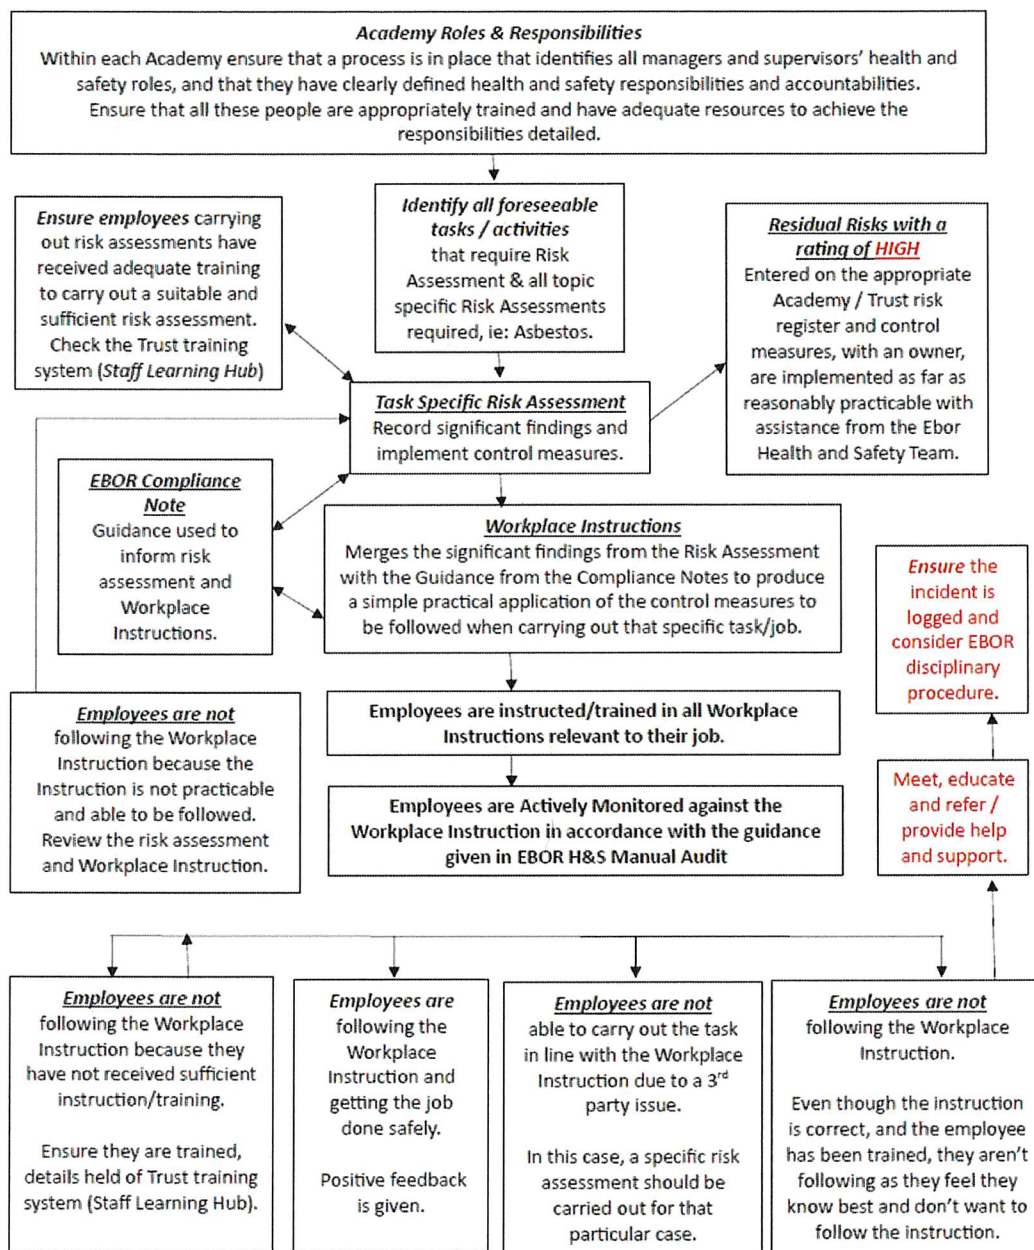 Academy Roles & Responsibilities
Within each Academy ensure that a process is in place that identifies all managers and supervisors' health and
safety roles, and that they have clearly defined health and safety responsibilities and accountabilities.
Ensure that all these people are appropriately trained and have adequate resources to achieve the
responsibilities detailed.
Ensure employees carrying
out risk assessments have
received adequate training
to carry out a suitable and
sufficient risk assessment.
Check the Trust training
system (Staff Learning Hub)
Identify all foreseeable
tasks / activities
that require Risk
Assessment & all topic
specific Risk Assessments
required, ie: Asbestos.
Residual Risks with a
rating of HIGH
Entered on the appropriate
Academy / Trust risk
register and control
measures, with an owner,
are implemented as far as
reasonably practicable with
assistance from the Ebor
Health and Safety Team.
Task Specific Risk Assessment
Record significant findings and
implement control measures.
EBOR Compliance
Note
Guidance used to
inform risk
assessment and
Workplace
Instructions.
Workplace Instructions
Merges the significant findings from the Risk Assessment
with the Guidance from the Compliance Notes to produce
a simple practical application of the control measures to
be followed when carrying out that specific task/job.
Ensure the
incident is
logged and
consider EBOR
disciplinary
procedure.
Employees are not
following the Workplace
Instruction because the
Instruction is not practicable
and able to be followed.
Review the risk assessment
and Workplace Instruction.
Employees are instructed/trained in all Workplace
Instructions relevant to their job.
Employees are Actively Monitored against the
Workplace Instruction in accordance with the guidance
given in EBOR H&S Manual Audit
Meet, educate
and refer /
provide help
and support.
Employees are not
following the Workplace
Instruction because they
have not received sufficient
instruction/training.
Ensure they are trained,
details held of Trust training
system (Staff Learning Hub).
Employees are
following the
Workplace
Instruction and
getting the job
done safely.
Positive feedback
is given.
Employees are not
able to carry out the task
in line with the Workplace
Instruction due to a 3rd
party issue.
In this case, a specific risk
assessment should be
carried out for that
particular case.
Employees are not
following the Workplace
Instruction.
Even though the instruction
is correct, and the employee
has been trained, they aren't
following as they feel they
know best and don't want to
follow the instruction.